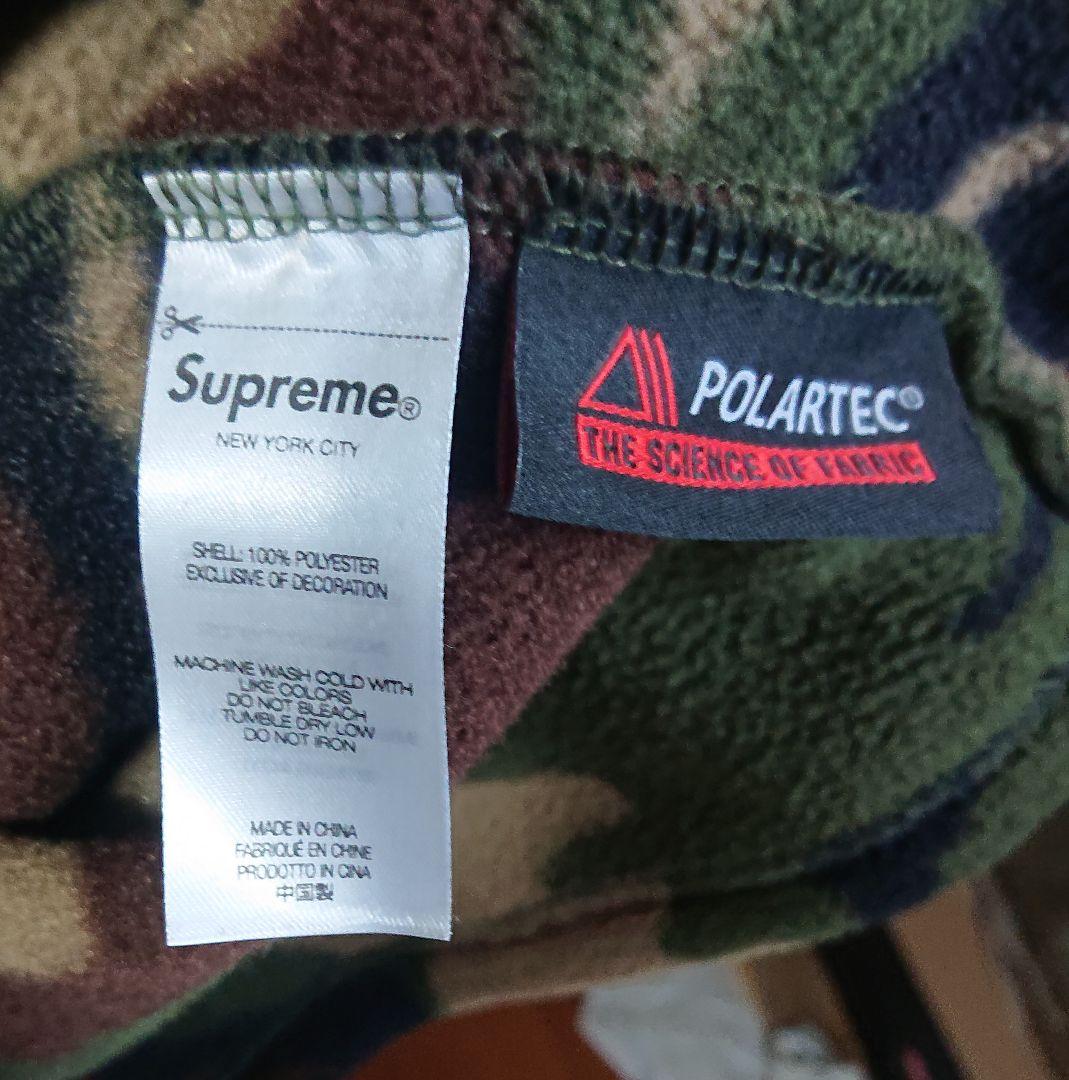 Supreme®
NEW YORK CITY
SHELL: 100% POLYESTER
EXCLUSIVE OF DECORATION
MACHINE WASH COLD WITH
LIKE COLORS
DO NOT BLEACH
TUMBLE DRY LOW
DO NOT IRON
MADE IN CHINA
FABRIQUÉ EN CHINE
PRODOTTO IN CINA
中国製
POLARTEC®
THE SCIENCE OF FABRIC